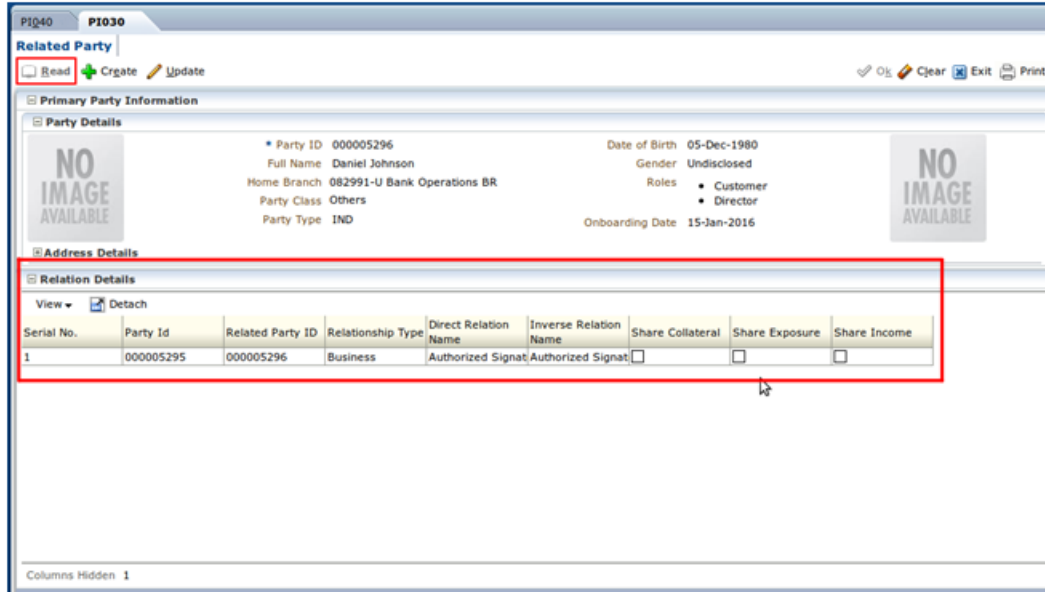 PI040 PI030
Related Party
Read Create Update Ok Clear Exit Print
Primary Party Information
Party Details
NO IMAGE AVAILABLE
* Party ID 000005296
Full Name Daniel Johnson
Home Branch 082991-U Bank Operations BR
Party Class Others
Party Type IND
Date of Birth 05-Dec-1980
Gender Undisclosed
Roles • Customer
• Director
Onboarding Date 15-Jan-2016
NO IMAGE AVAILABLE
Address Details
Relation Details
View Detach
Serial No. Party Id Related Party ID Relationship Type Direct Relation Name Inverse Relation Name Share Collateral Share Exposure Share Income
1 000005295 000005296 Business Authorized Signat Authorized Signat
Columns Hidden 1